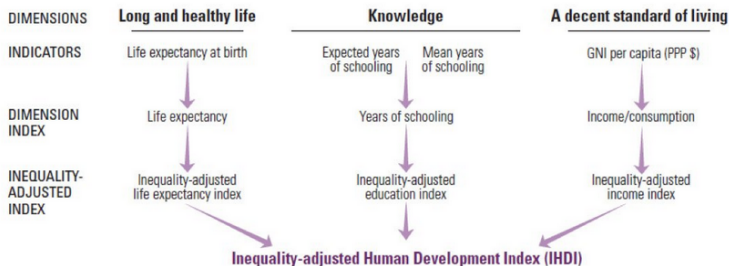 DIMENSIONS Long and healthy life Knowledge A decent standard of living
INDICATORS Life expectancy at birth Expected years of schooling Mean years of schooling GNI per capita (PPP $)
DIMENSION INDEX Life expectancy Years of schooling Income/consumption
INEQUALITY-ADJUSTED INDEX Inequality-adjusted life expectancy index Inequality-adjusted education index Inequality-adjusted income index
Inequality-adjusted Human Development Index (IHDI)